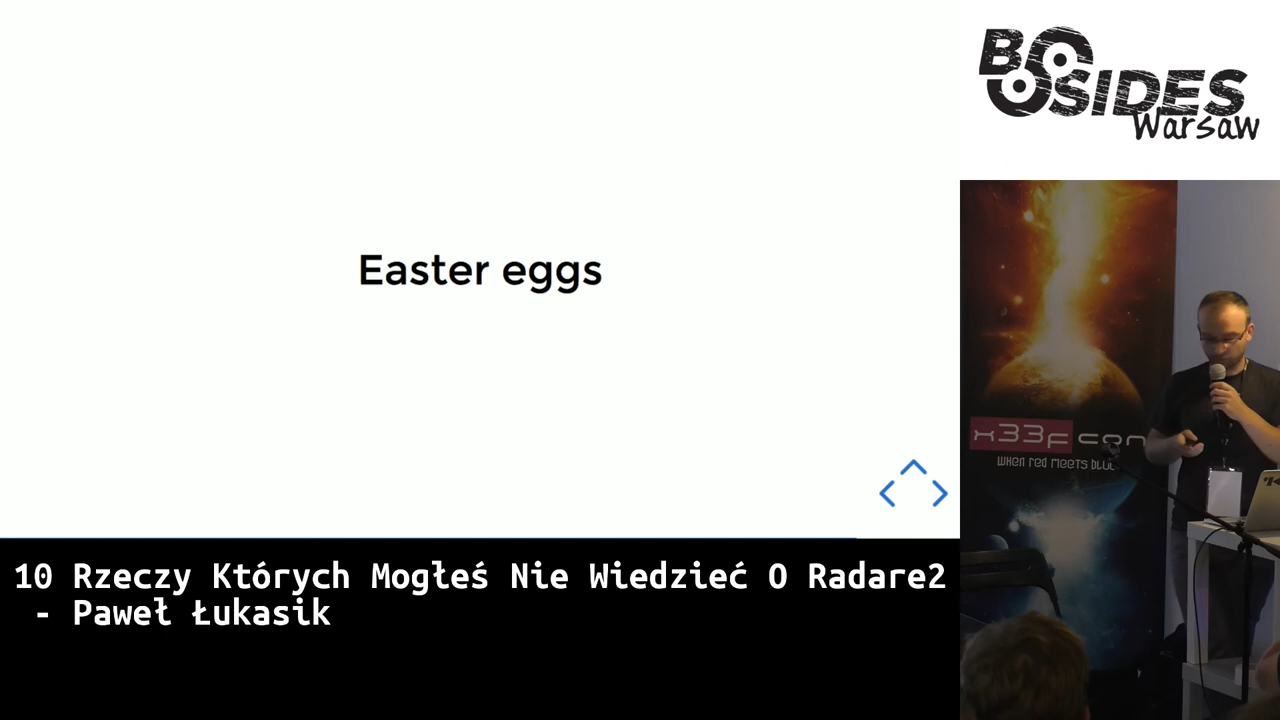 Easter eggs
10 Rzeczy Których Mogłeś Nie Wiedzieć O Radare2
- Paweł Łukasik
BSIDES
Warsaw
x33fcon
When red meets blue